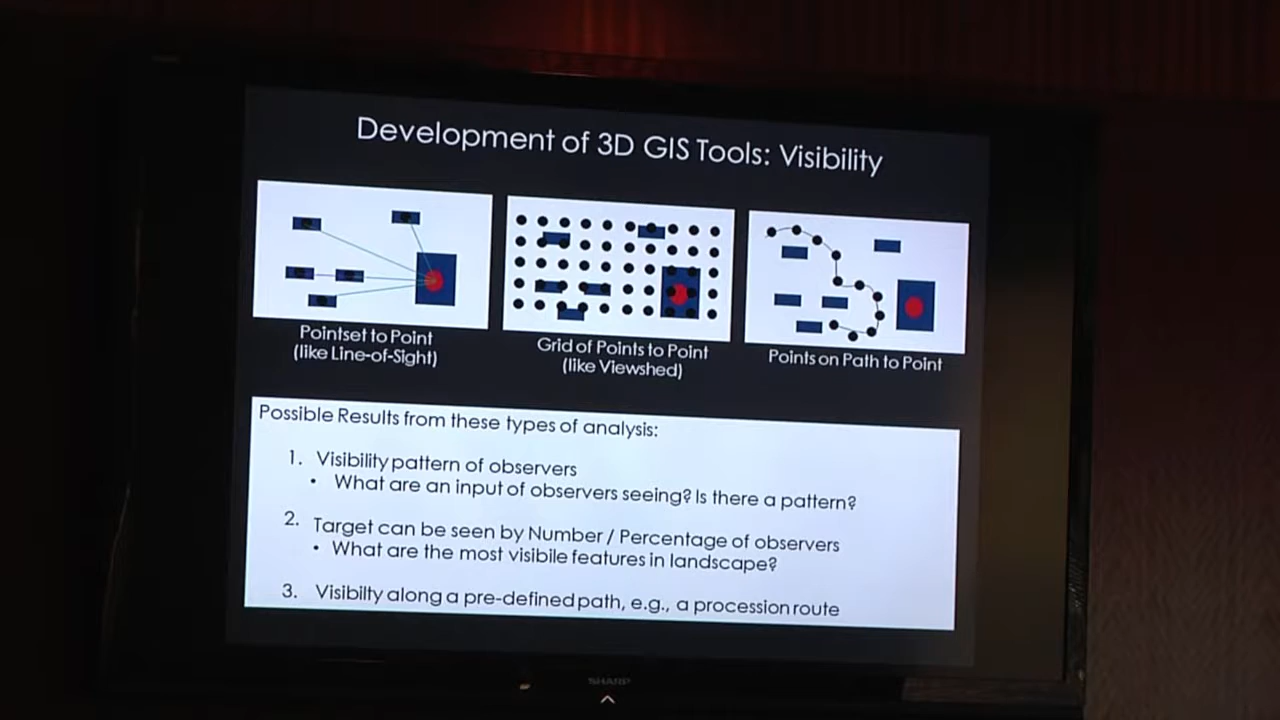 Development of 3D GIS Tools: Visibility
Pointset to Point
(like Line-of-Sight)
Grid of Points to Point
(like Viewshed)
Points on Path to Point
Possible Results from these types of analysis:
1. Visibility pattern of observers
• What are an input of observers seeing? Is there a pattern?
2. Target can be seen by Number / Percentage of observers
• What are the most visibile features in landscape?
3. Visibilty along a pre-defined path, e.g., a procession route
SHARP